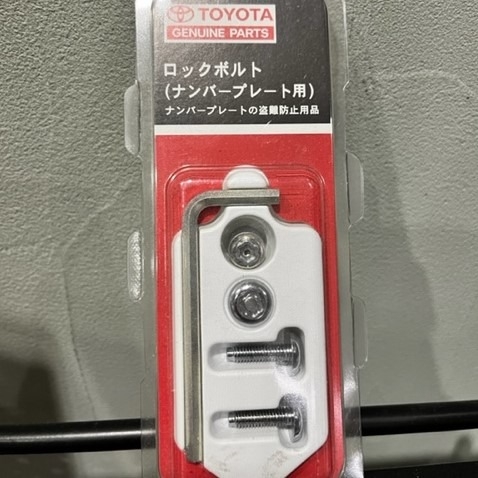 TOYOTA
GENUINE PARTS
ロックボルト
(ナンバープレート用)
ナンバープレートの盗難防止用品